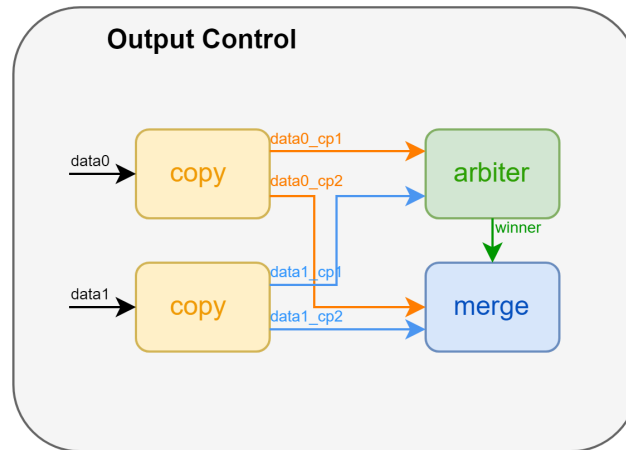 Output Control
data0
copy
data0_cp1
data0_cp2
arbiter
winner
data1
copy
data1_cp1
data1_cp2
merge